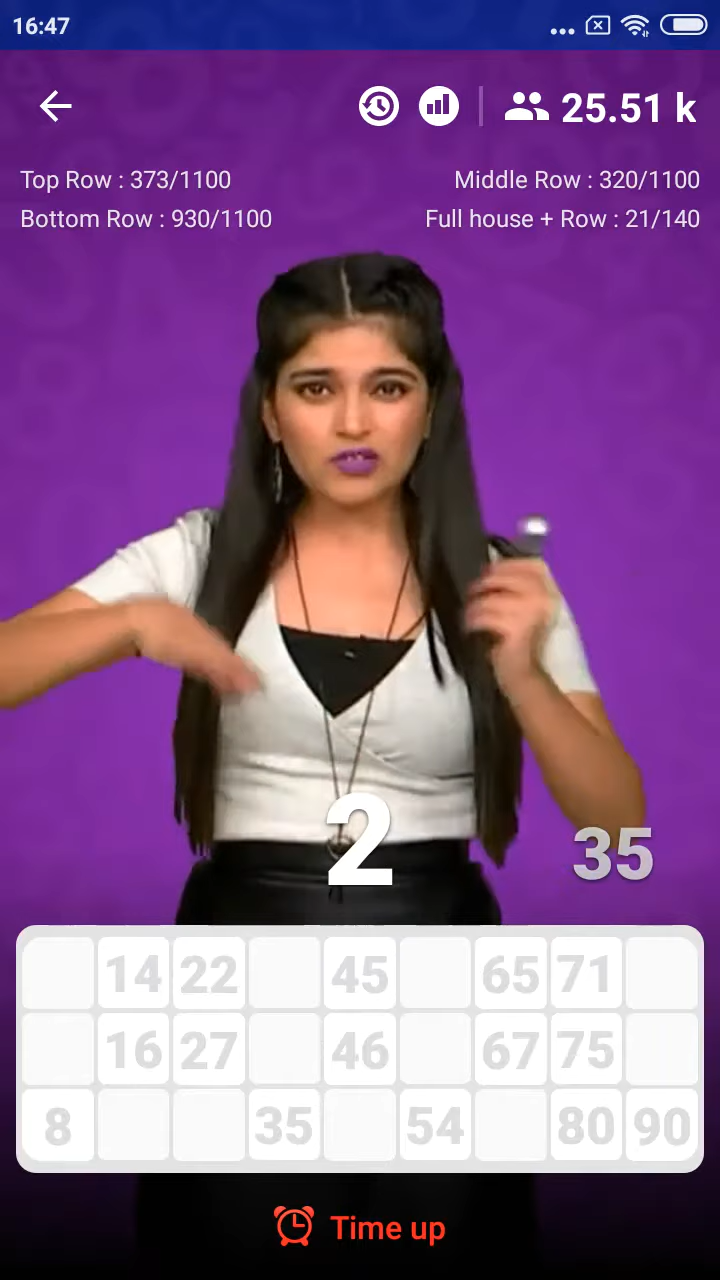 16:47
25.51 k
Top Row : 373/1100 Middle Row : 320/1100
Bottom Row : 930/1100 Full house + Row : 21/140
2 35
14 22 45 65 71
16 27 46 67 75
8 35 54 80 90
Time up